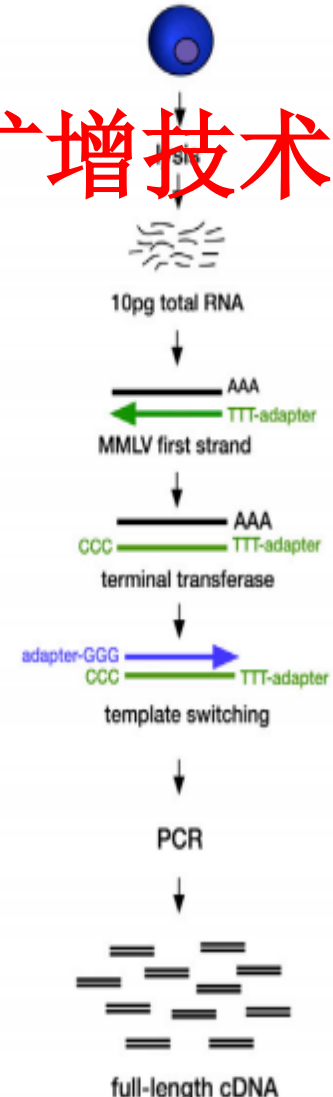 增技术
lysis
10pg total RNA
AAA
TTT-adapter
MMLV first strand
AAA
CCC TTT-adapter
terminal transferase
adapter-GGG
CCC TTT-adapter
template switching
PCR
full-length cDNA